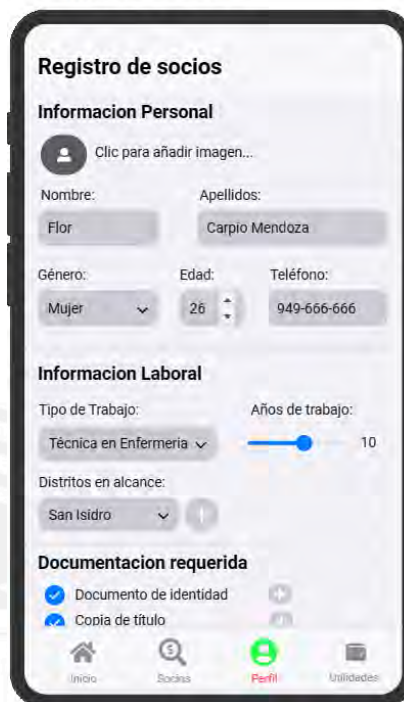 Registro de socios
Informacion Personal
Clic para añadir imagen...
Nombre: Apellidos:
Flor Carpio Mendoza
Género: Edad: Teléfono:
Mujer 26 949-666-666
Informacion Laboral
Tipo de Trabajo: Años de trabajo:
Técnica en Enfermeria 10
Distritos en alcance:
San Isidro
Documentacion requerida
Documento de identidad
Copia de título
Inicio Socios Perfil Utilidades